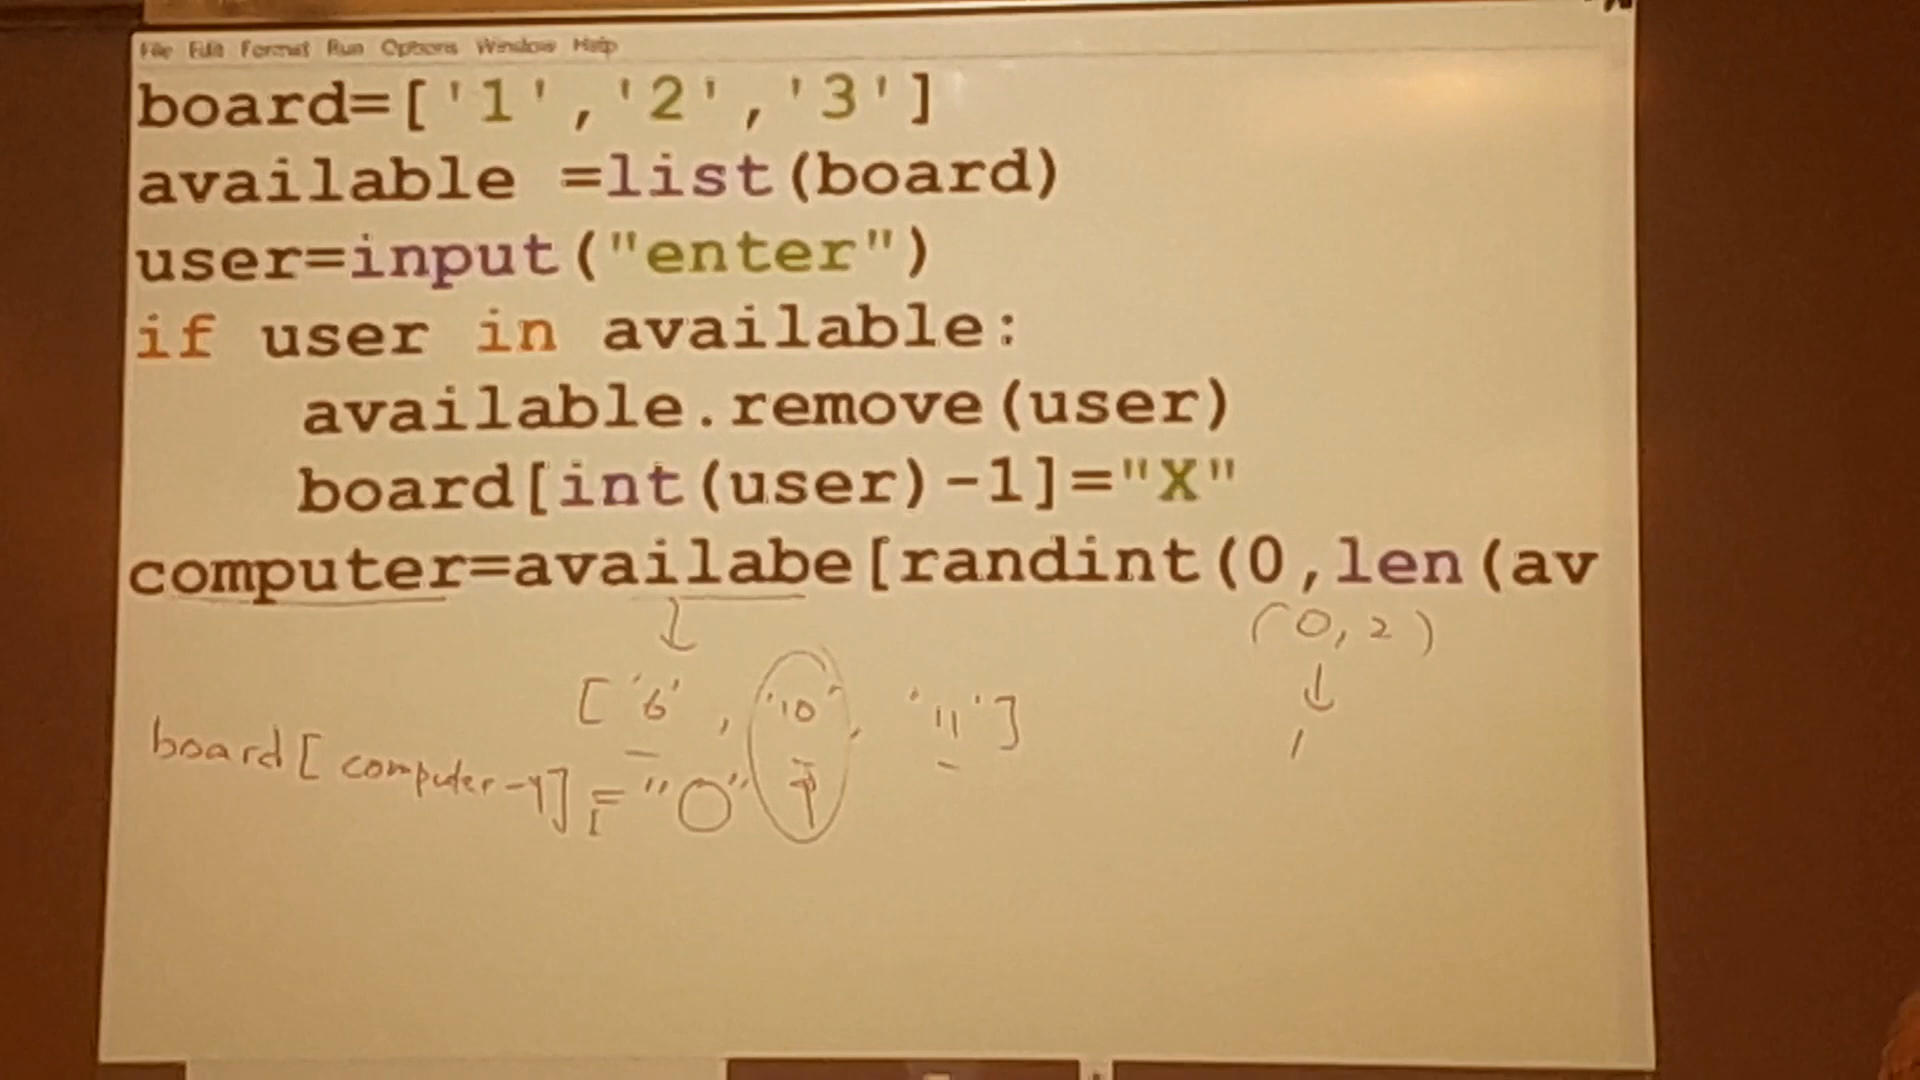 File Edit Format Run Options Window Help
board=['1','2','3']
available =list(board)
user=input("enter")
if user in available:
available.remove(user)
board[int(user)-1]="X"
computer=availabe[randint(0,len(av
(0,2)
['6', '10', '11']
1
board[computer-1]="O"